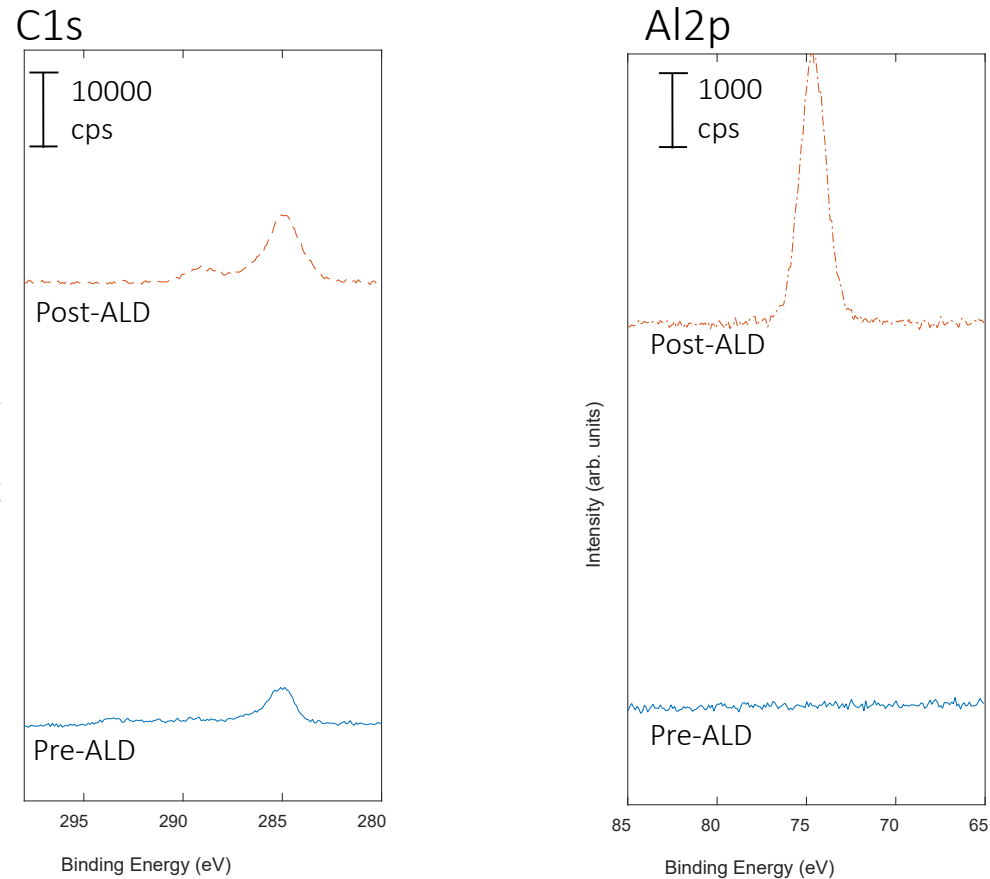 C1s
10000
cps
Post-ALD
Pre-ALD
295 290 285 280
Binding Energy (eV)
Al2p
1000
cps
Post-ALD
Intensity (arb. units)
Pre-ALD
85 80 75 70 65
Binding Energy (eV)